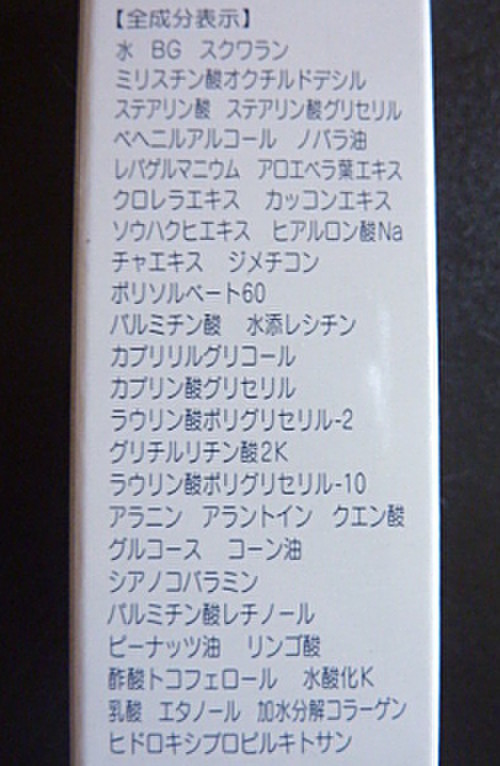 【全成分表示】
水 BG スクワラン
ミリスチン酸オクチルドデシル
ステアリン酸 ステアリン酸グリセリル
ベヘニルアルコール ノバラ油
レパゲルマニウム アロエベラ葉エキス
クロレラエキス カッコンエキス
ソウハクヒエキス ヒアルロン酸Na
チャエキス ジメチコン
ポリソルベート60
パルミチン酸 水添レシチン
カプリリルグリコール
カプリン酸グリセリル
ラウリン酸ポリグリセリル-2
グリチルリチン酸2K
ラウリン酸ポリグリセリル-10
アラニン アラントイン クエン酸
グルコース コーン油
シアノコバラミン
パルミチン酸レチノール
ピーナッツ油 リンゴ酸
酢酸トコフェロール 水酸化K
乳酸 エタノール 加水分解コラーゲン
ヒドロキシプロピルキトサン